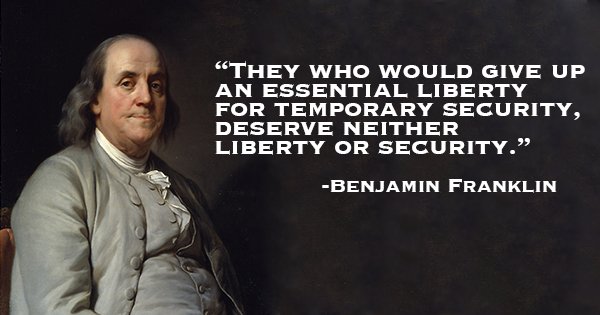 “They who would give up
an essential liberty
for temporary security,
deserve neither
liberty or security.”
-Benjamin Franklin